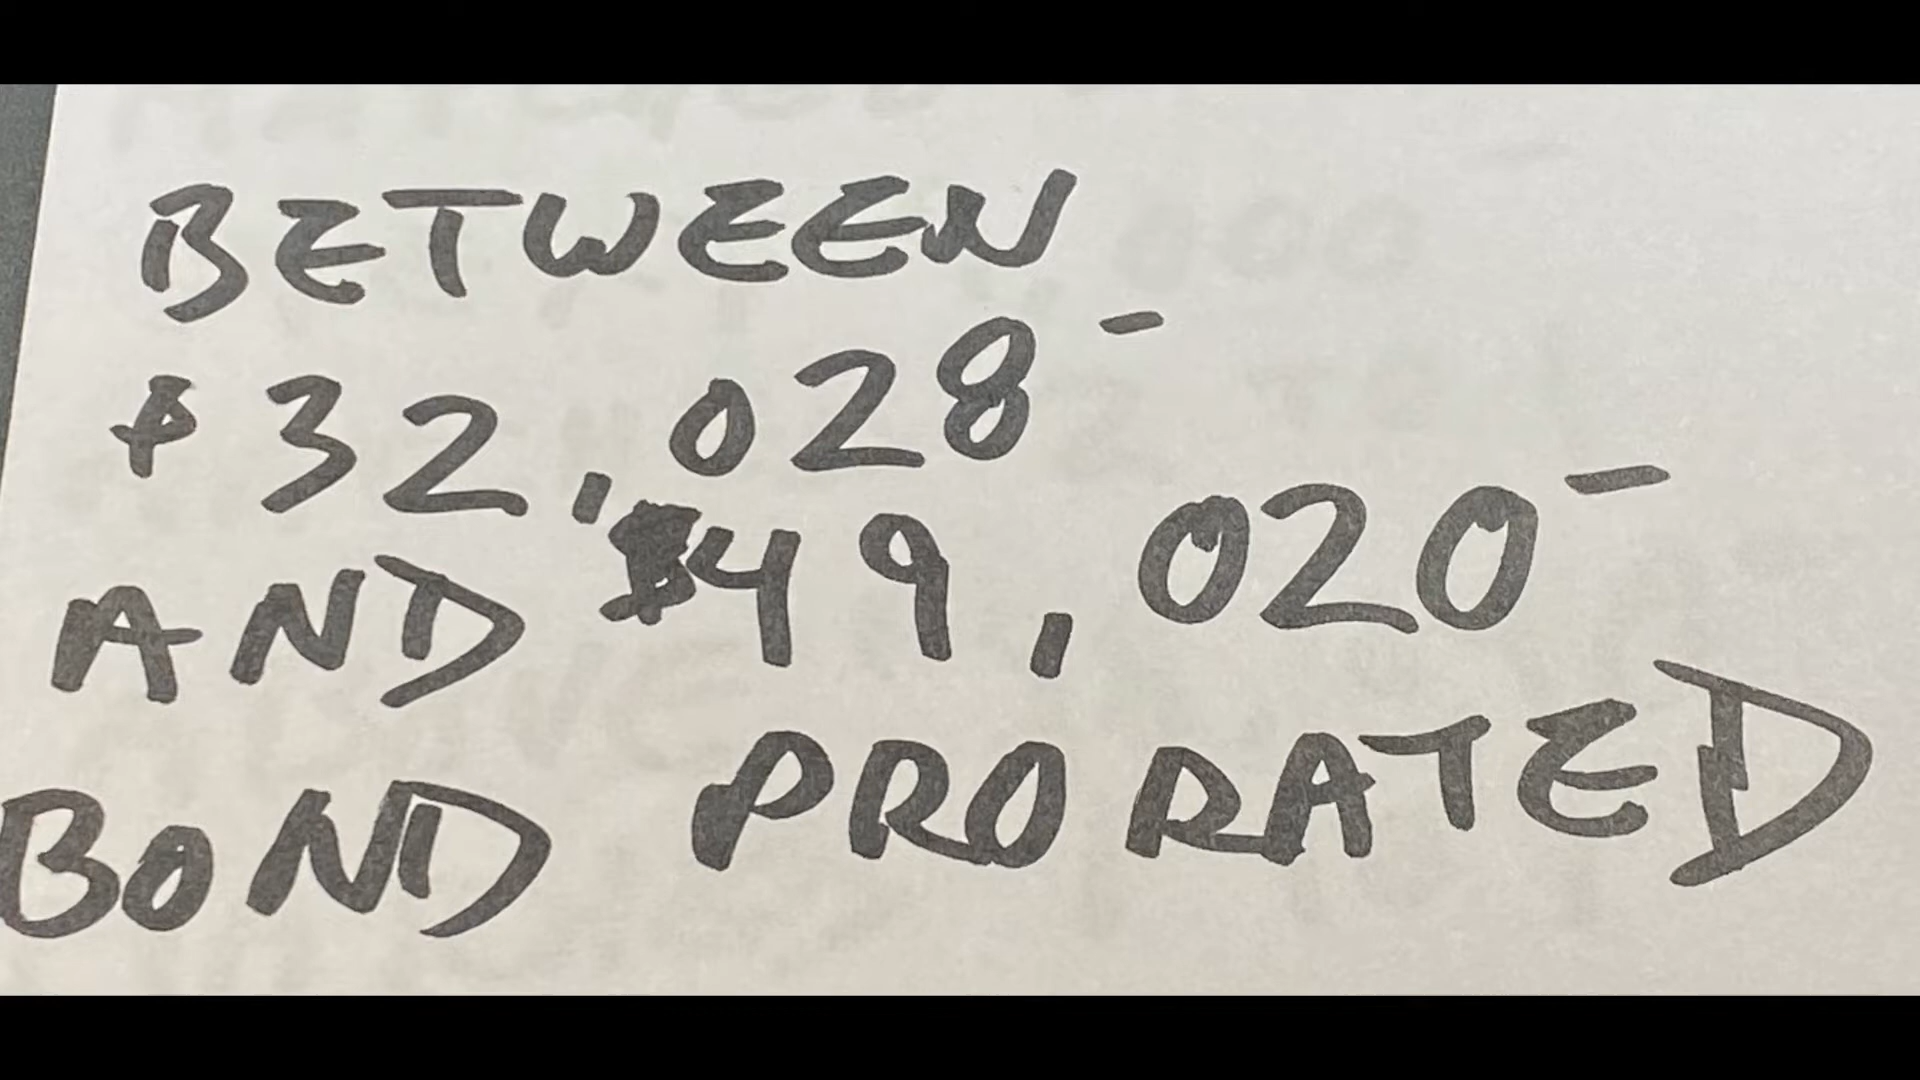 BETWEEN
$32,028-
AND $49,020-
BOND PRORATED